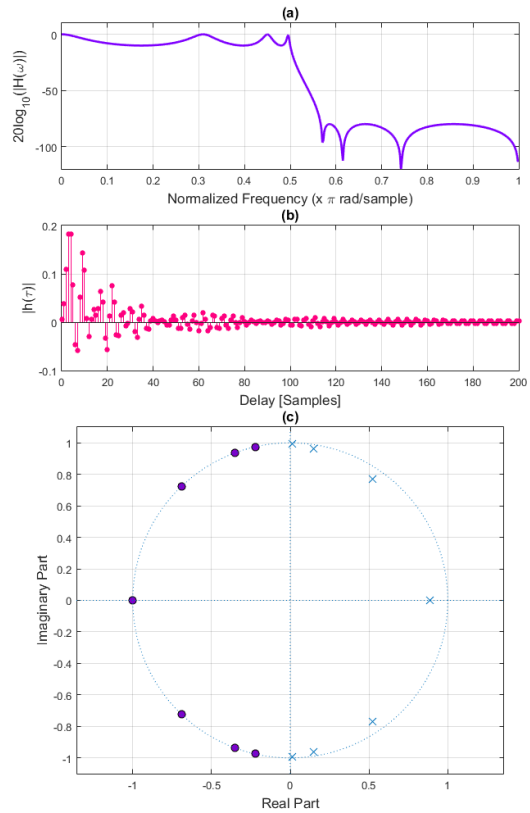 (a)
20log10(|H(ω)|)
0
-50
-100
0 0.1 0.2 0.3 0.4 0.5 0.6 0.7 0.8 0.9 1
Normalized Frequency (x π rad/sample)
(b)
|h(τ)|
0.2
0.1
0
-0.1
0 20 40 60 80 100 120 140 160 180 200
Delay [Samples]
(c)
Imaginary Part
1
0.8
0.6
0.4
0.2
0
-0.2
-0.4
-0.6
-0.8
-1
-1 -0.5 0 0.5 1
Real Part